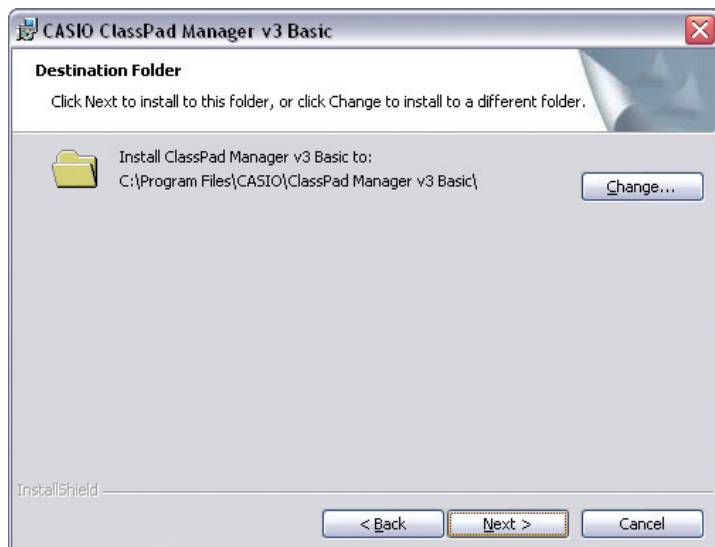 CASIO ClassPad Manager v3 Basic
Destination Folder
Click Next to install to this folder, or click Change to install to a different folder.
Install ClassPad Manager v3 Basic to:
C:\Program Files\CASIO\ClassPad Manager v3 Basic\
Change...
InstallShield
< Back
Next >
Cancel